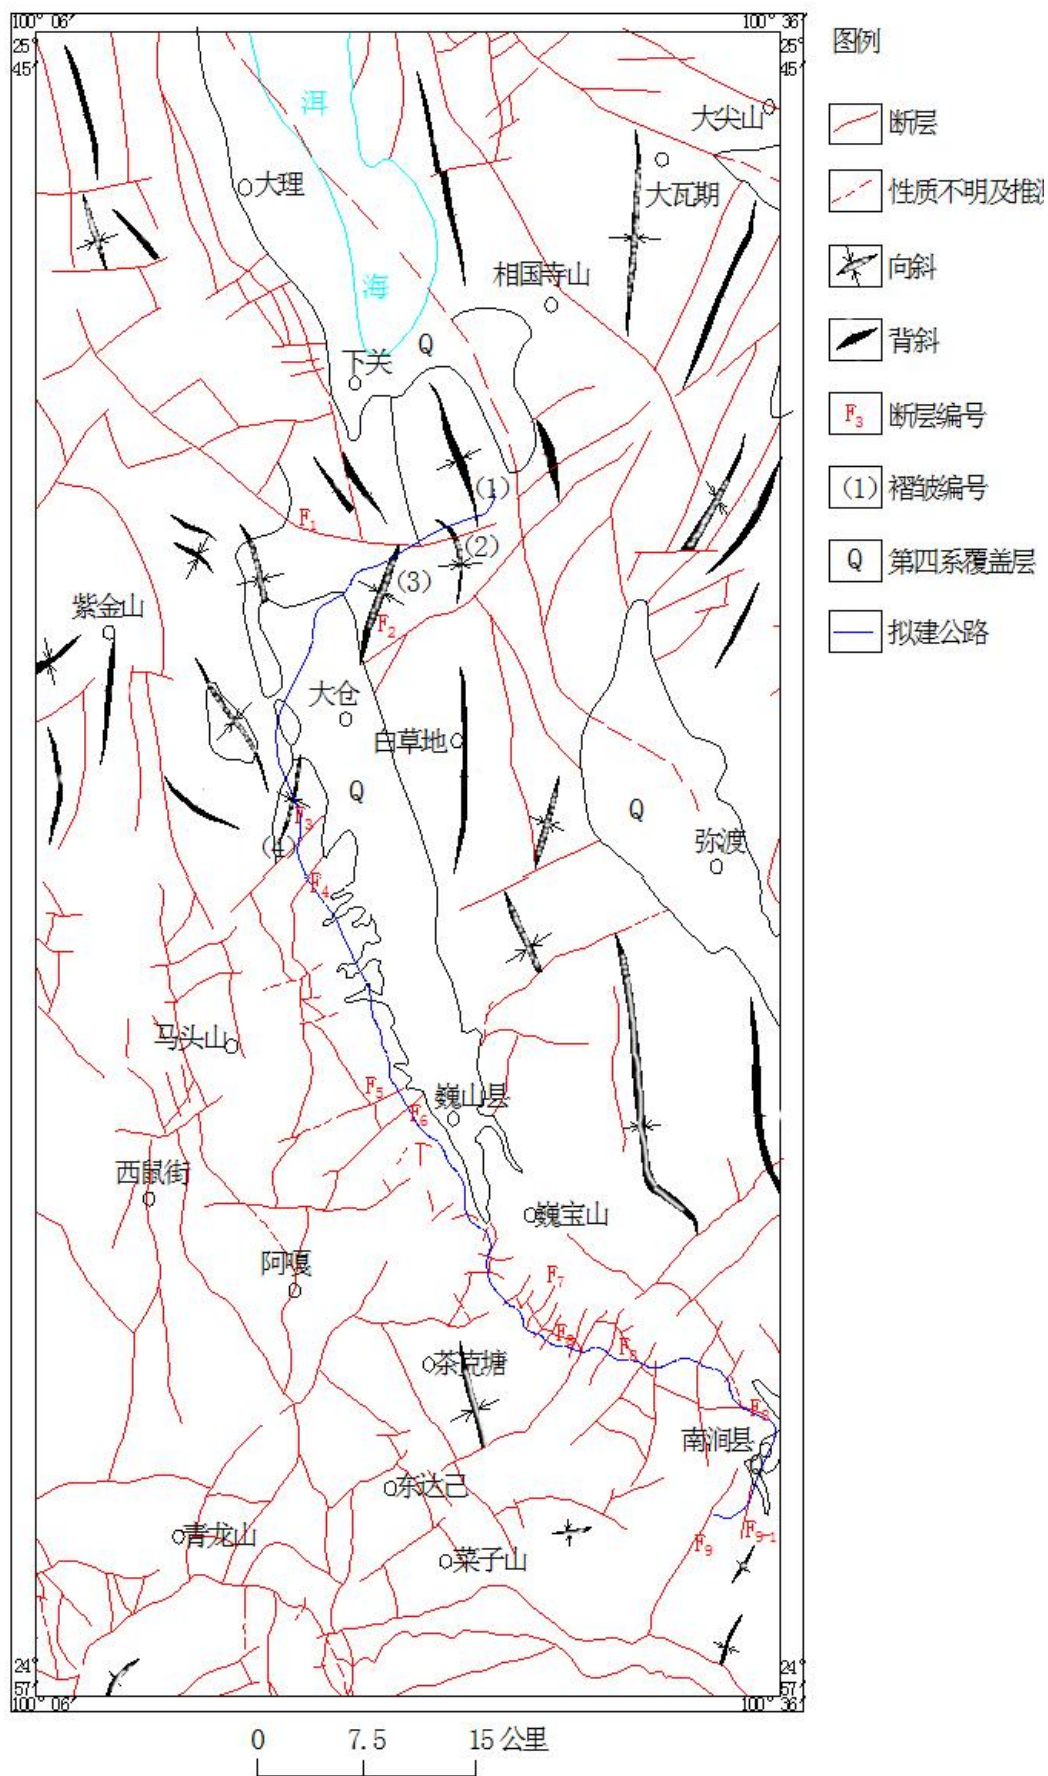 100° 06′
100° 36′
25°
45′
25°
45′
图例
洱
大尖山
断层
大理
大瓦期
性质不明及推测
海
相国寺山
向斜
Q
下关
背斜
F₃
断层编号
(1)
(1)
褶皱编号
F₁
(2)
(3)
Q
第四系覆盖层
紫金山
F₂
拟建公路
大仓
白草地
Q
Q
F₃
(4)
弥渡
F₄
马头山
F₅
巍山县
F₆
西鼠街
巍宝山
阿嘎
F₇
F₈
茶克塘
南涧县
东达己
青龙山
F₉
F₉₋₁
菜子山
24°
57′
24°
57′
100° 06′
100° 36′
0
7.5
15 公里